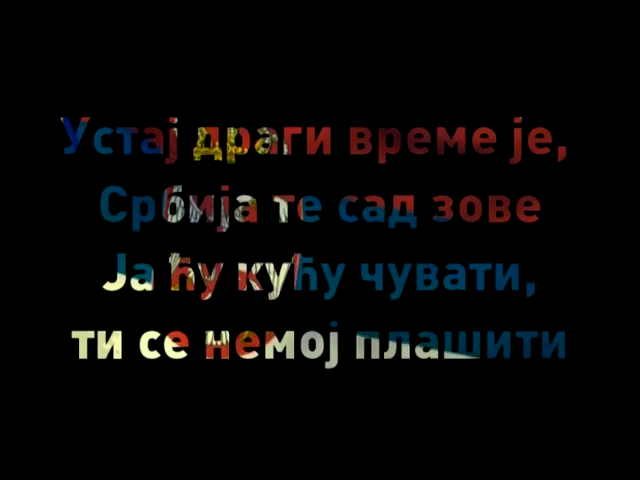 Устај драги време је,
Србија те сад зове
Ја ћу кућу чувати,
ти се немој плашити